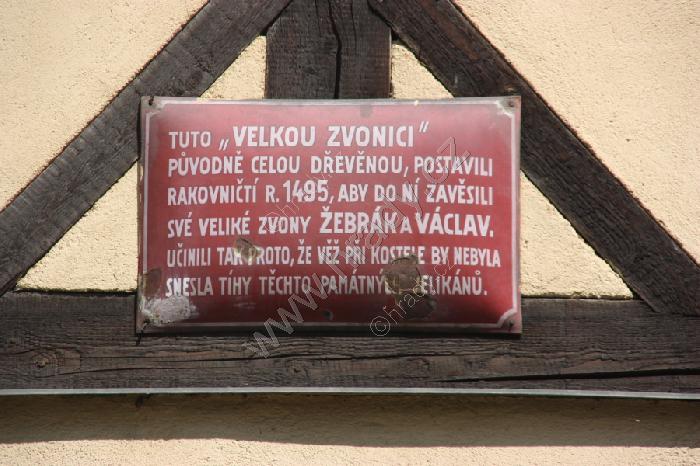 TUTO „VELKOU ZVONICI“
PŮVODNĚ CELOU DŘEVĚNOU, POSTAVILI
RAKOVNIČTÍ R. 1495, ABY DO NÍ ZAVĚSILI
SVÉ VELIKÉ ZVONY ŽEBRÁK A VÁCLAV.
UČINILI TAK PROTO, ŽE VĚŽ PŘI KOSTELE BY NEBYLA
SNESLA TÍHY TĚCHTO PAMÁTNÝCH VELIKÁNŮ.